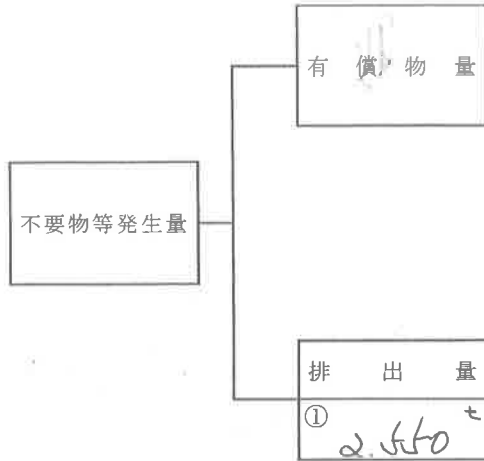 有償物量
不要物等発生量
排出量
① t
2.550